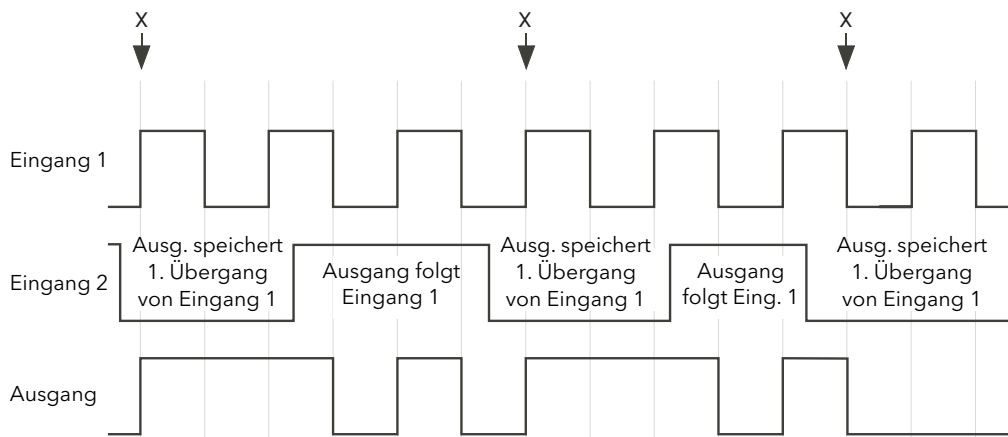 X X X
Eingang 1
Eingang 2
Ausg. speichert
1. Übergang
von Eingang 1
Ausgang folgt
Eingang 1
Ausg. speichert
1. Übergang
von Eingang 1
Ausgang
folgt Eing. 1
Ausg. speichert
1. Übergang
von Eingang 1
Ausgang